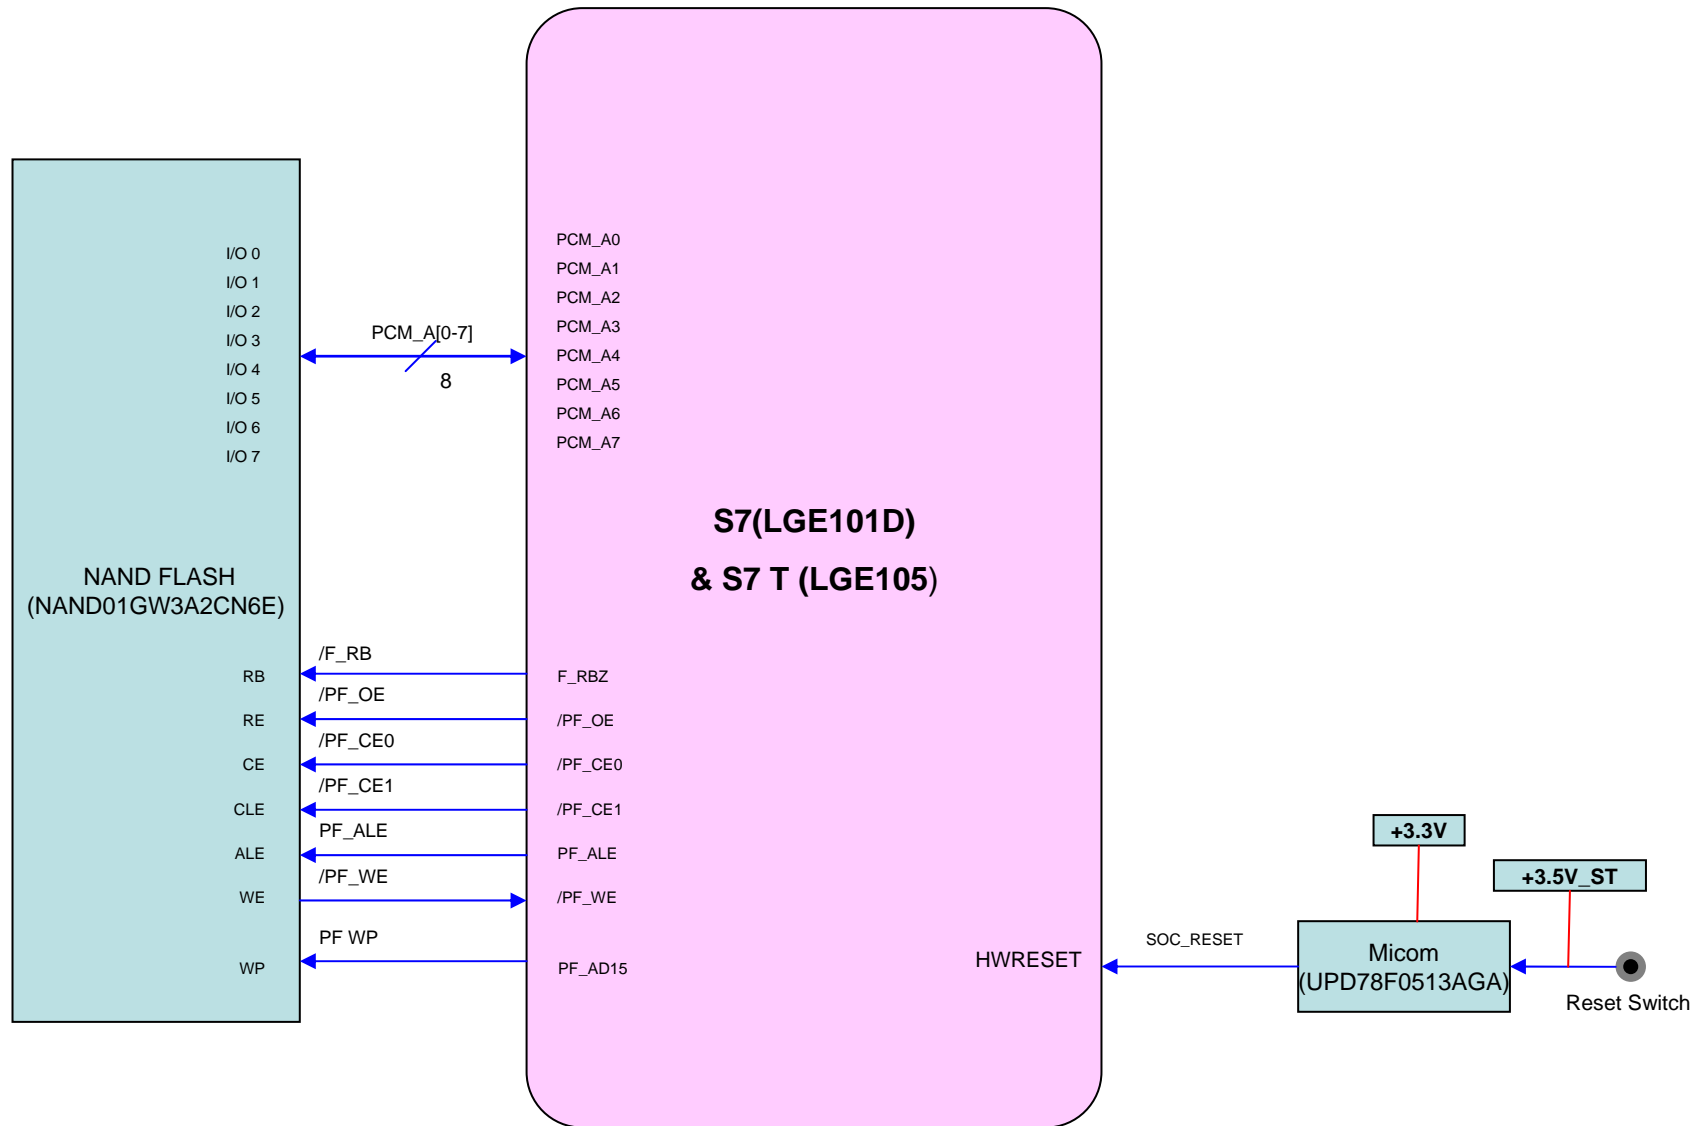 I/O 0
I/O 1
I/O 2
I/O 3
I/O 4
I/O 5
I/O 6
I/O 7
NAND FLASH
(NAND01GW3A2CN6E)
RB
RE
CE
CLE
ALE
WE
WP
PCM_A[0-7]
8
/F_RB
/PF_OE
/PF_CE0
/PF_CE1
PF_ALE
/PF_WE
PF WP
PCM_A0
PCM_A1
PCM_A2
PCM_A3
PCM_A4
PCM_A5
PCM_A6
PCM_A7
S7(LGE101D)
& S7 T (LGE105)
F_RBZ
/PF_OE
/PF_CE0
/PF_CE1
PF_ALE
/PF_WE
PF_AD15
HWRESET
SOC_RESET
+3.3V
+3.5V_ST
Micom
(UPD78F0513AGA)
Reset Switch